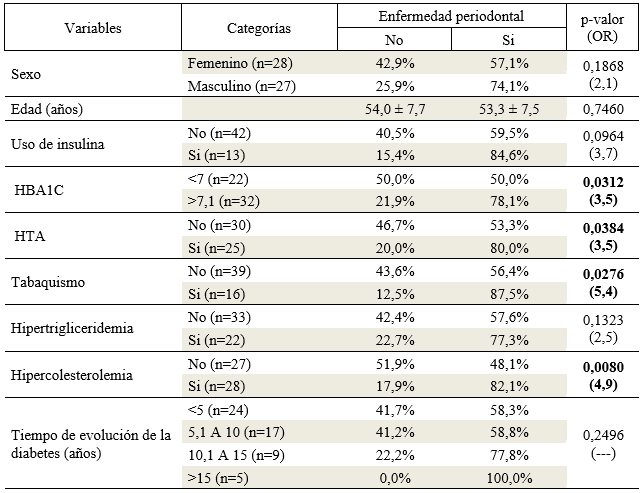 Variables Categorías Enfermedad periodontal p-valor
No Si (OR)
Sexo Femenino (n=28) 42,9% 57,1% 0,1868
Masculino (n=27) 25,9% 74,1% (2,1)
Edad (años) 54,0 ± 7,7 53,3 ± 7,5 0,7460
Uso de insulina No (n=42) 40,5% 59,5% 0,0964
Si (n=13) 15,4% 84,6% (3,7)
HBA1C <7 (n=22) 50,0% 50,0% 0,0312
>7,1 (n=32) 21,9% 78,1% (3,5)
HTA No (n=30) 46,7% 53,3% 0,0384
Si (n=25) 20,0% 80,0% (3,5)
Tabaquismo No (n=39) 43,6% 56,4% 0,0276
Si (n=16) 12,5% 87,5% (5,4)
Hipertrigliceridemia No (n=33) 42,4% 57,6% 0,1323
Si (n=22) 22,7% 77,3% (2,5)
Hipercolesterolemia No (n=27) 51,9% 48,1% 0,0080
Si (n=28) 17,9% 82,1% (4,9)
<5 (n=24) 41,7% 58,3%
Tiempo de evolución de la 5,1 A 10 (n=17) 41,2% 58,8% 0,2496
diabetes (años) 10,1 A 15 (n=9) 22,2% 77,8% (---)
>15 (n=5) 0,0% 100,0%